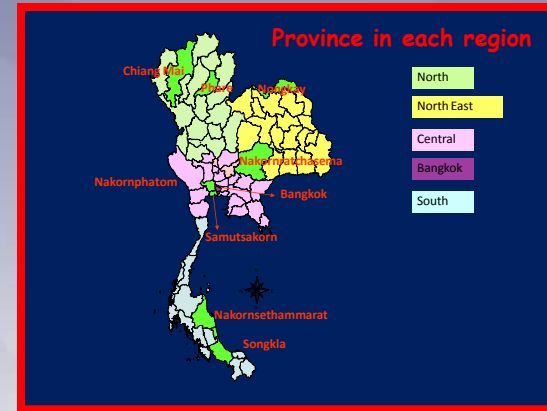 Province in each region
North
North East
Central
Bangkok
South
Chiang Mai
Phare
Nongkay
Nakornratchasema
Nakornphatom
Bangkok
Samutsakorn
Nakornsethammarat
Songkla